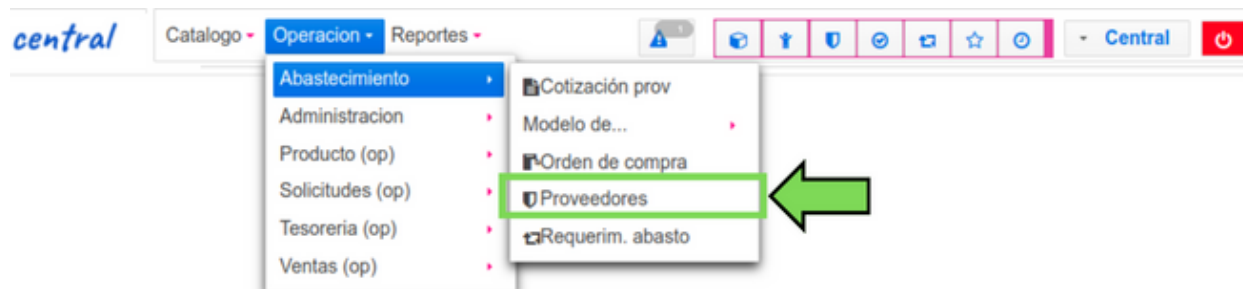 central
Catalogo
Operacion
Reportes
1
Central
Abastecimiento
Administracion
Producto (op)
Solicitudes (op)
Tesoreria (op)
Ventas (op)
Cotización prov
Modelo de...
Orden de compra
Proveedores
Requerim. abasto